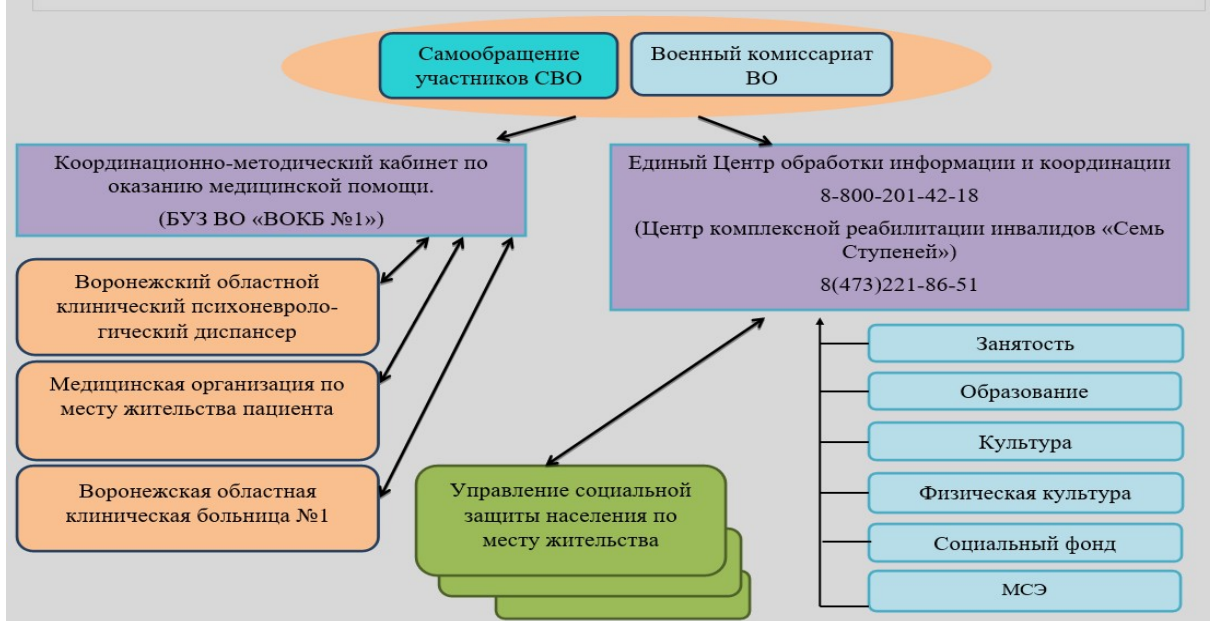 Самообращение
участников СВО
Военный комиссариат
ВО
Координационно-методический кабинет по
оказанию медицинской помощи.
(БУЗ ВО «ВОКБ №1»)
Единый Центр обработки информации и координации
8-800-201-42-18
(Центр комплексной реабилитации инвалидов «Семь
Ступеней»)
8(473)221-86-51
Воронежский областной
клинический психоневроло-
гический диспансер
Медицинская организация по
месту жительства пациента
Воронежская областная
клиническая больница №1
Управление социальной
защиты населения по
месту жительства
Занятость
Образование
Культура
Физическая культура
Социальный фонд
МСЭ